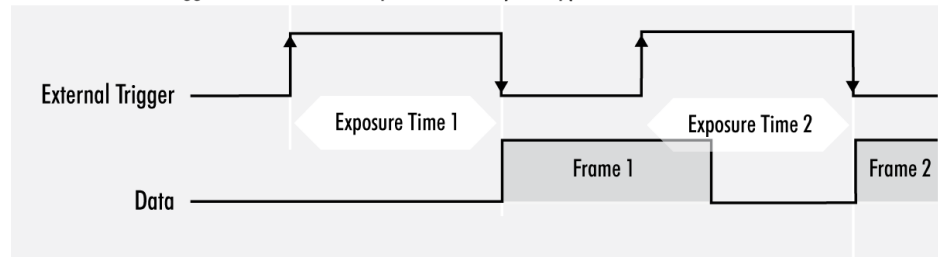 External Trigger
Exposure Time 1
Exposure Time 2
Frame 1
Frame 2
Data